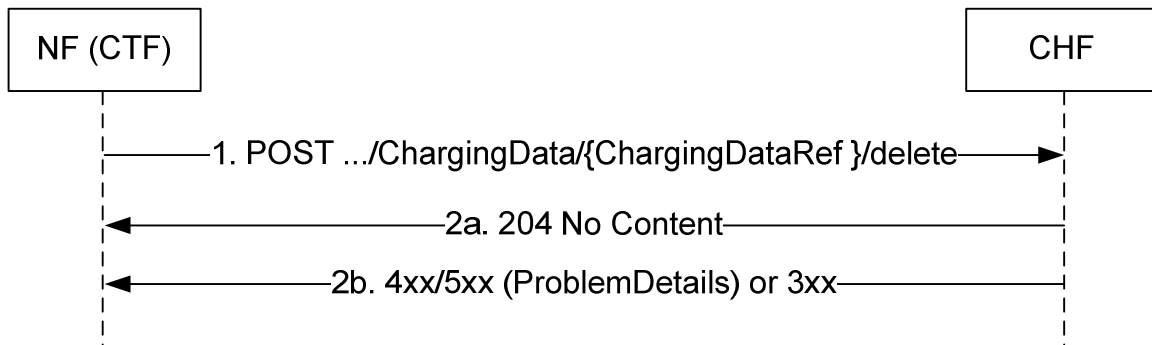 NF (CTF)
CHF
1. POST .../ChargingData/{ChargingDataRef }/delete
2a. 204 No Content
2b. 4xx/5xx (ProblemDetails) or 3xx